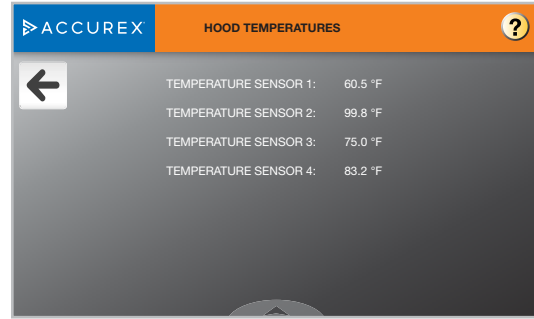 ACCUREX HOOD TEMPERATURES ?
TEMPERATURE SENSOR 1: 60.5 °F
TEMPERATURE SENSOR 2: 99.8 °F
TEMPERATURE SENSOR 3: 75.0 °F
TEMPERATURE SENSOR 4: 83.2 °F